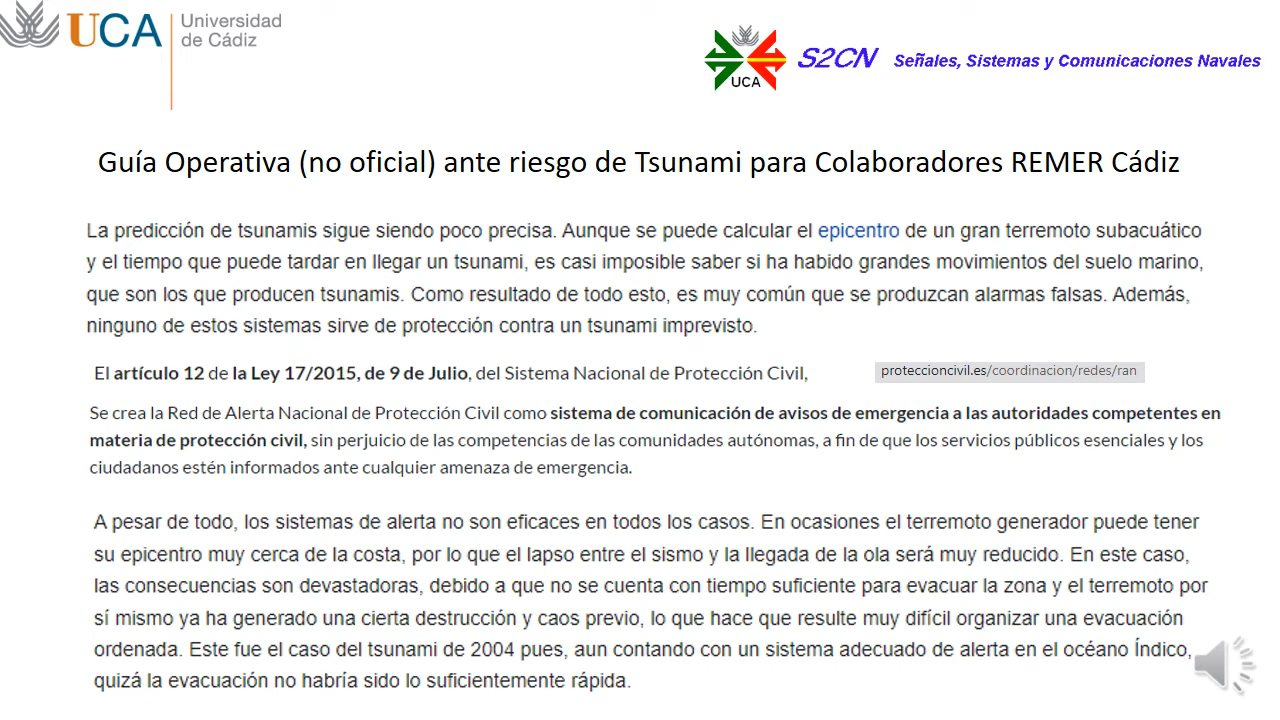 UCA Universidad
de Cádiz
UCA
S2CN Señales, Sistemas y Comunicaciones Navales
Guía Operativa (no oficial) ante riesgo de Tsunami para Colaboradores REMER Cádiz
La predicción de tsunamis sigue siendo poco precisa. Aunque se puede calcular el epicentro de un gran terremoto subacuático
y el tiempo que puede tardar en llegar un tsunami, es casi imposible saber si ha habido grandes movimientos del suelo marino,
que son los que producen tsunamis. Como resultado de todo esto, es muy común que se produzcan alarmas falsas. Además,
ninguno de estos sistemas sirve de protección contra un tsunami imprevisto.
El artículo 12 de la Ley 17/2015, de 9 de Julio, del Sistema Nacional de Protección Civil,
proteccioncivil.es/coordinacion/redes/ran
Se crea la Red de Alerta Nacional de Protección Civil como sistema de comunicación de avisos de emergencia a las autoridades competentes en
materia de protección civil, sin perjuicio de las competencias de las comunidades autónomas, a fin de que los servicios públicos esenciales y los
ciudadanos estén informados ante cualquier amenaza de emergencia.
A pesar de todo, los sistemas de alerta no son eficaces en todos los casos. En ocasiones el terremoto generador puede tener
su epicentro muy cerca de la costa, por lo que el lapso entre el sismo y la llegada de la ola será muy reducido. En este caso,
las consecuencias son devastadoras, debido a que no se cuenta con tiempo suficiente para evacuar la zona y el terremoto por
sí mismo ya ha generado una cierta destrucción y caos previo, lo que hace que resulte muy difícil organizar una evacuación
ordenada. Este fue el caso del tsunami de 2004 pues, aun contando con un sistema adecuado de alerta en el océano Índico,
quizá la evacuación no habría sido lo suficientemente rápida.